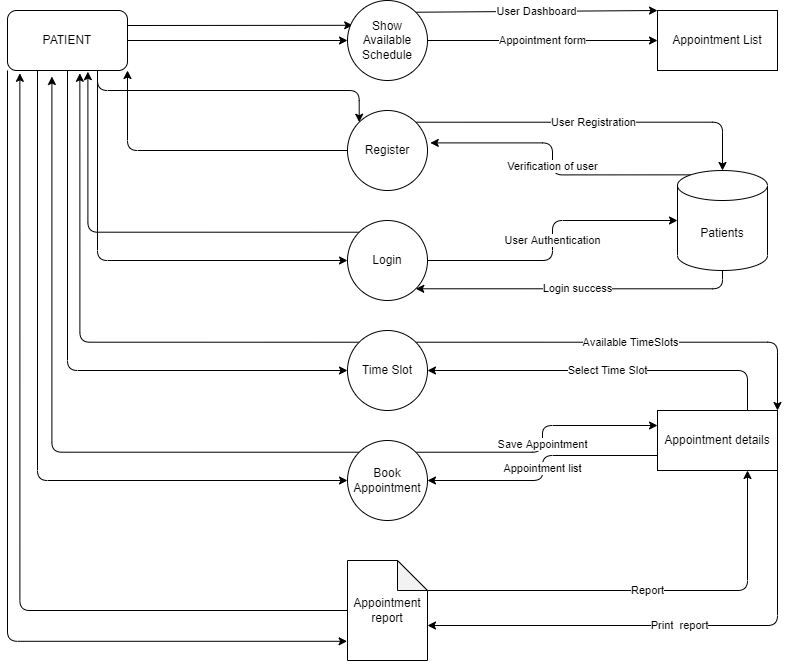 PATIENT
Show
Available
Schedule
User Dashboard
Appointment form
Appointment List
Register
User Registration
Verification of user
Patients
Login
User Authentication
Login success
Time Slot
Available TimeSlots
Select Time Slot
Appointment details
Book
Appointment
Save Appointment
Appointment list
Appointment
report
Report
Print  report